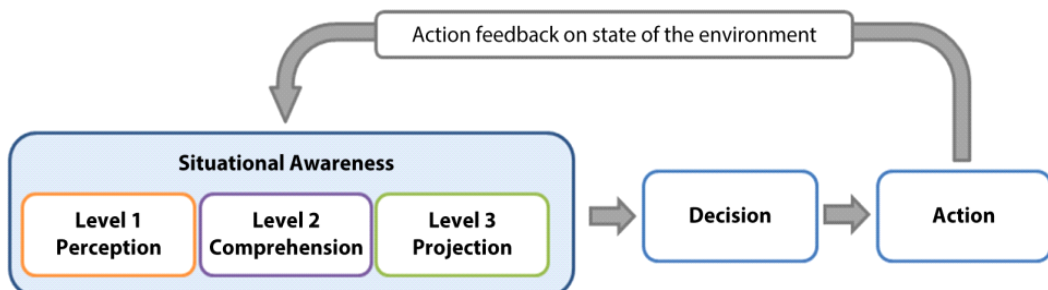 Action feedback on state of the environment
Situational Awareness
Level 1
Perception
Level 2
Comprehension
Level 3
Projection
Decision
Action